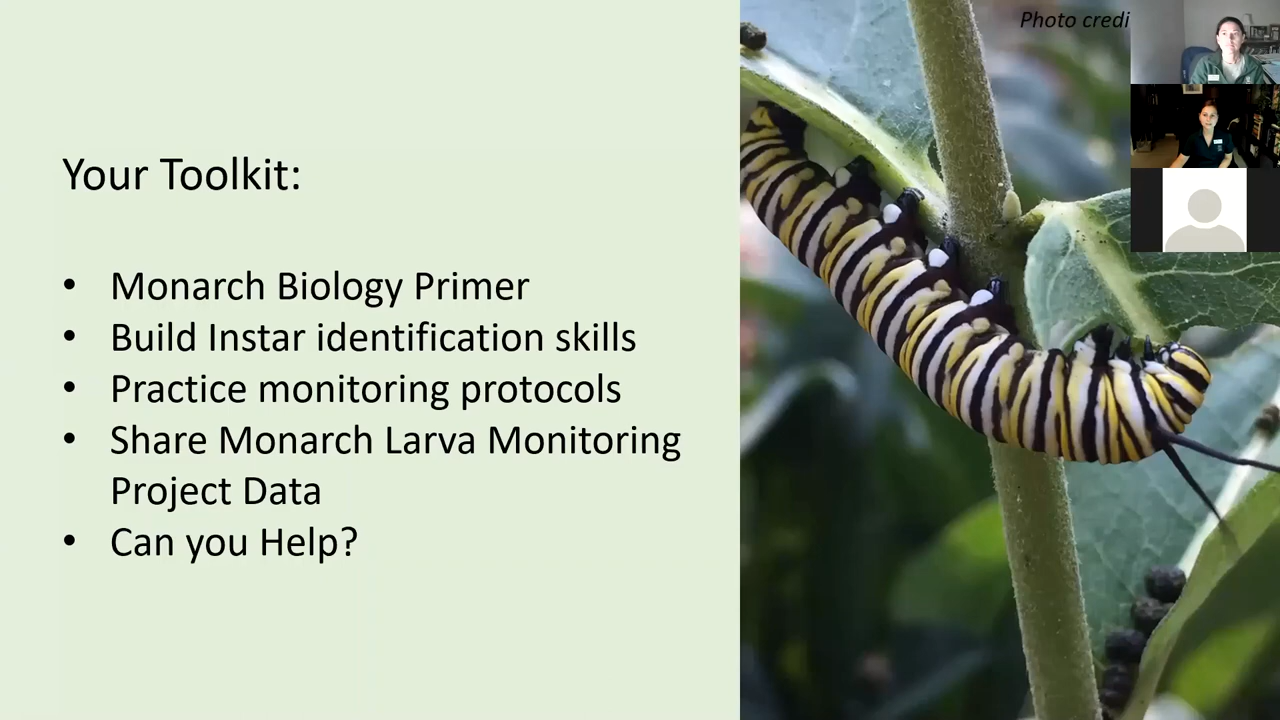 Photo credi
Your Toolkit:
• Monarch Biology Primer
• Build Instar identification skills
• Practice monitoring protocols
• Share Monarch Larva Monitoring
Project Data
• Can you Help?